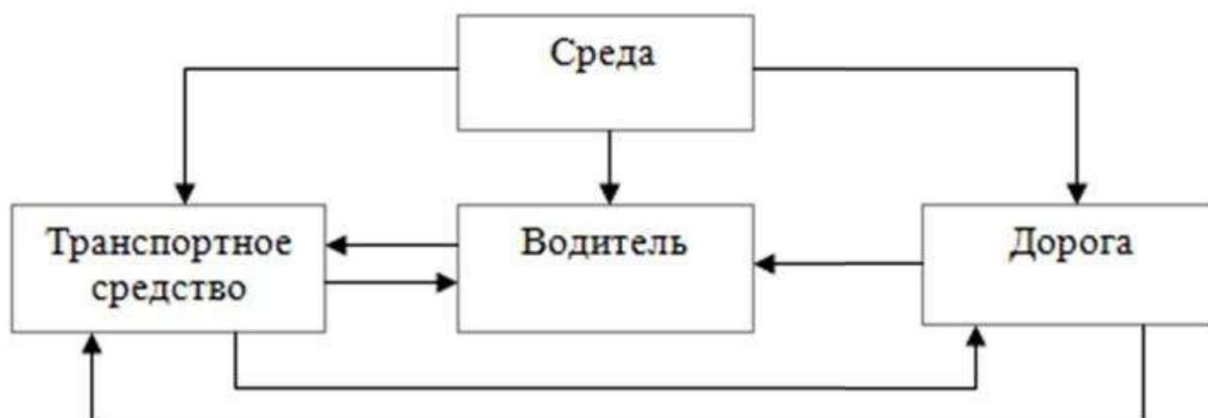 Среда
Транспортное
средство
Водитель
Дорога